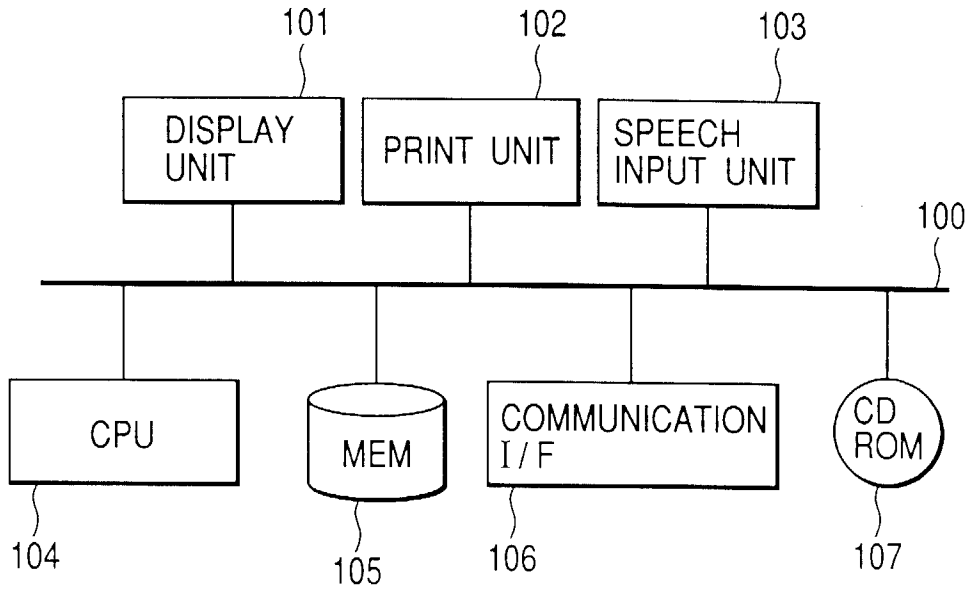 101
102
103
DISPLAY
UNIT
PRINT UNIT
SPEECH
INPUT UNIT
100
CPU
MEM
COMMUNICATION
I/F
CD
ROM
104
105
106
107